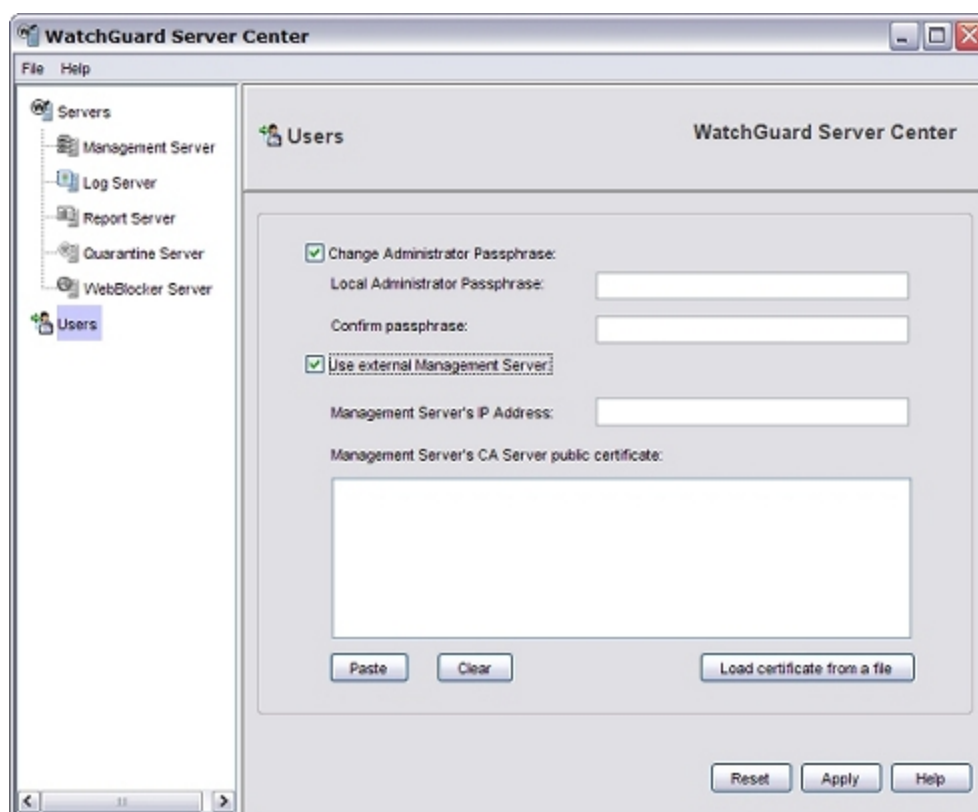 WatchGuard Server Center
File Help
Servers
Management Server
Log Server
Report Server
Quarantine Server
WebBlocker Server
Users
Users
WatchGuard Server Center
Change Administrator Passphrase:
Local Administrator Passphrase:
Confirm passphrase:
Use external Management Server:
Management Server's IP Address:
Management Server's CA Server public certificate:
Paste Clear Load certificate from a file
Reset Apply Help